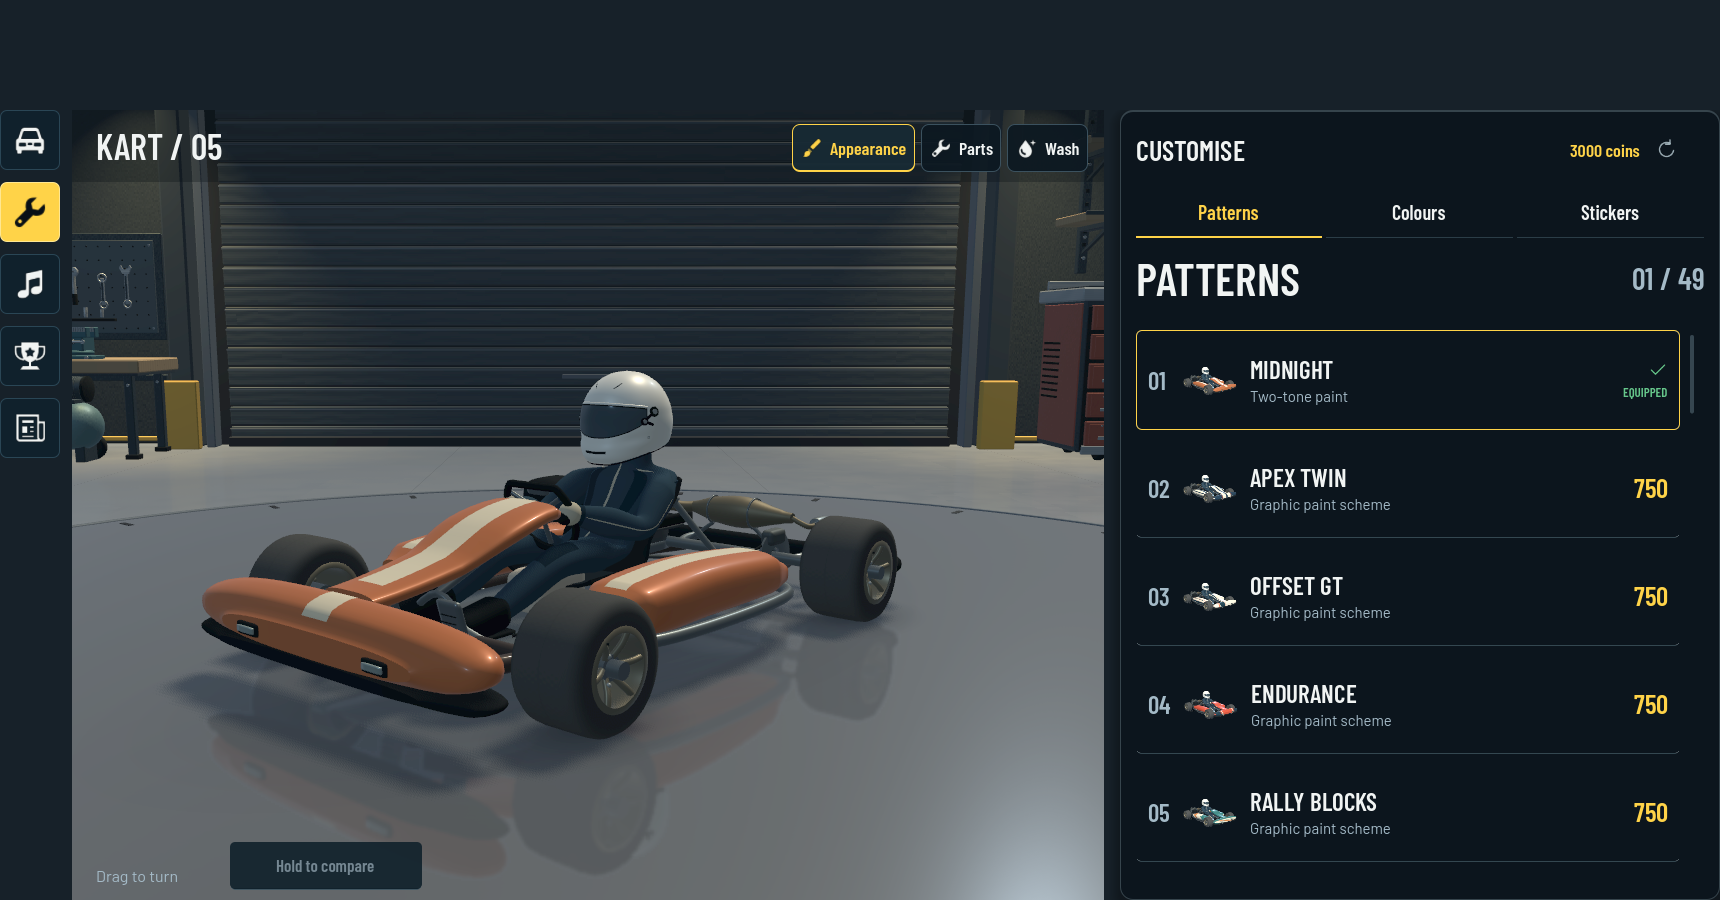 KART / 05
Appearance
Parts
Wash
CUSTOMISE
3000 coins
Patterns
Colours
Stickers
PATTERNS
01 / 49
01
MIDNIGHT
Two-tone paint
EQUIPPED
02
APEX TWIN
Graphic paint scheme
750
03
OFFSET GT
Graphic paint scheme
750
04
ENDURANCE
Graphic paint scheme
750
05
RALLY BLOCKS
Graphic paint scheme
750
Drag to turn
Hold to compare